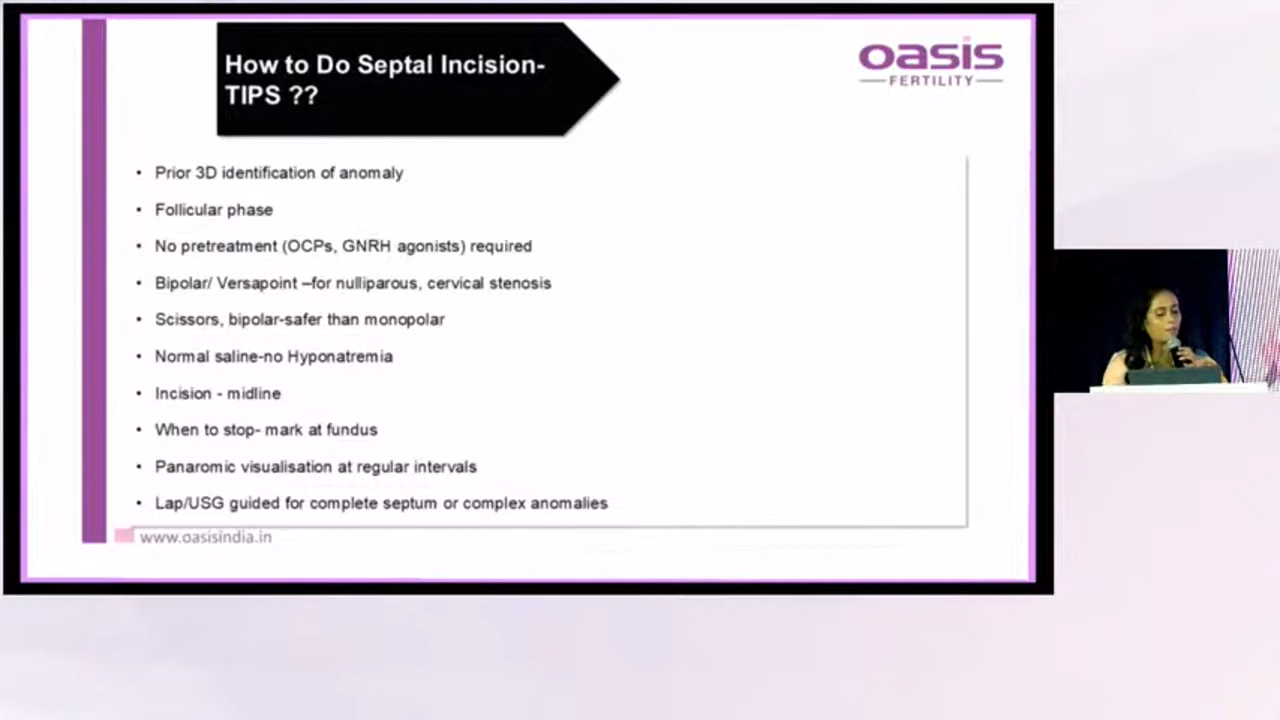 How to Do Septal Incision-
TIPS ??
oasis
FERTILITY
• Prior 3D identification of anomaly
• Follicular phase
• No pretreatment (OCPs, GNRH agonists) required
• Bipolar/ Versapoint –for nulliparous, cervical stenosis
• Scissors, bipolar-safer than monopolar
• Normal saline-no Hyponatremia
• Incision - midline
• When to stop- mark at fundus
• Panaromic visualisation at regular intervals
• Lap/USG guided for complete septum or complex anomalies
www.oasisindia.in